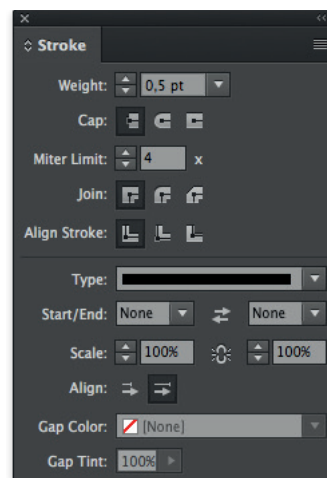 Stroke
Weight: 0,5 pt
Cap:
Miter Limit: 4 x
Join:
Align Stroke:
Type:
Start/End: None None
Scale: 100% 100%
Align:
Gap Color: [None]
Gap Tint: 100%